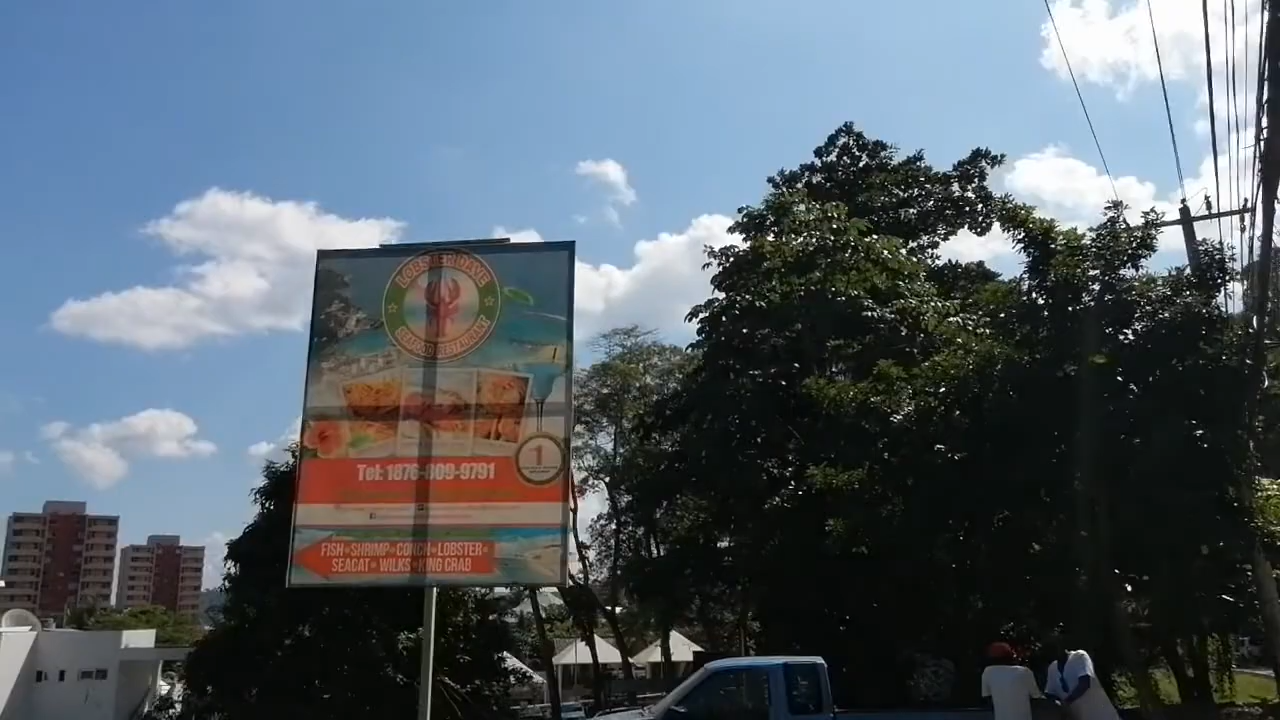 LOBSTER DAVE
SEAFOOD RESTAURANT
1
Tel: 1876-809-9791
FISH • SHRIMP • CONCH • LOBSTER •
SEACAT • WILKS • KING CRAB